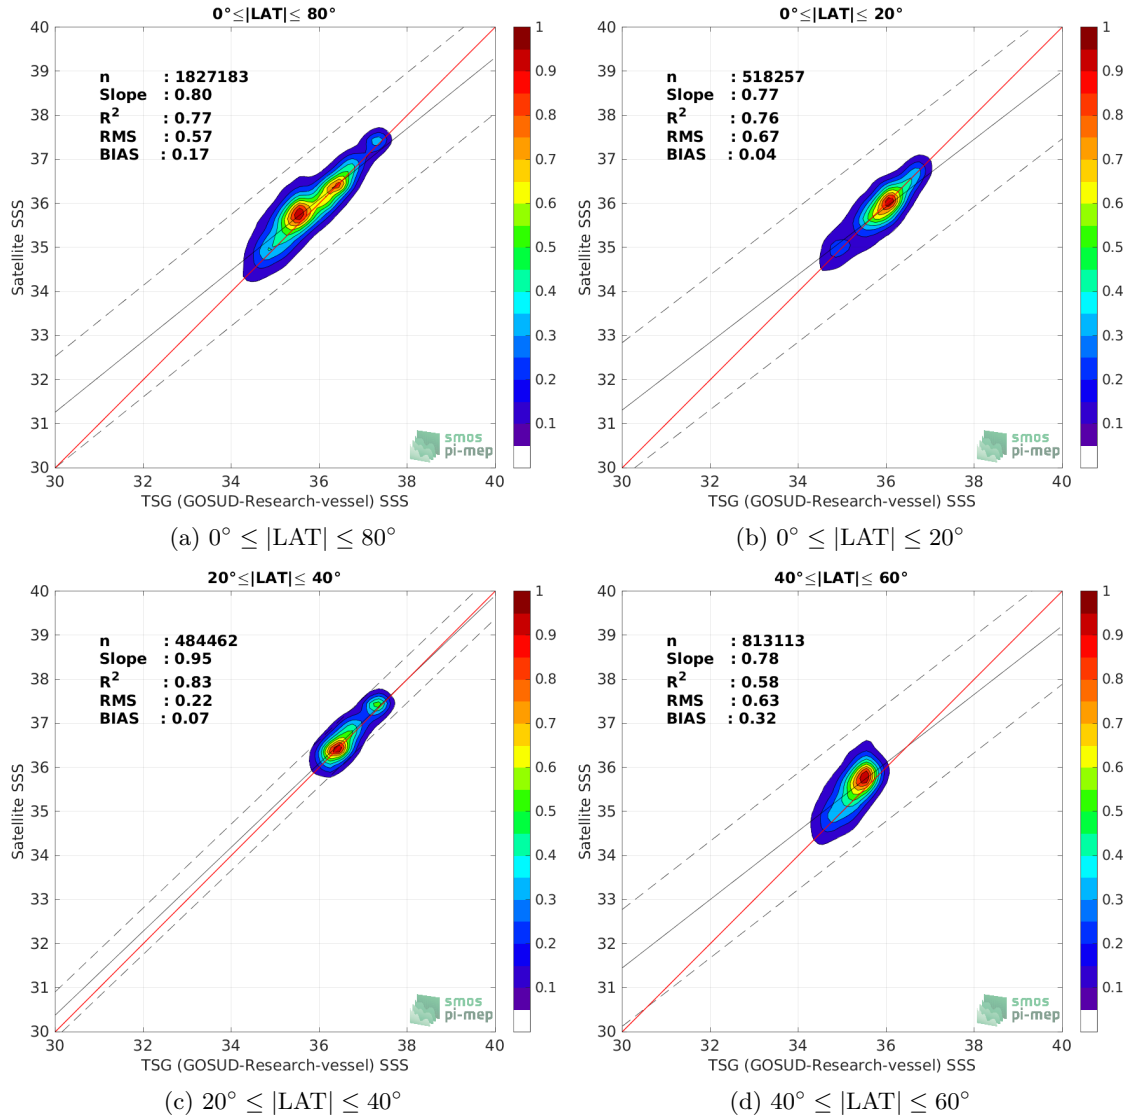 0°≤|LAT|≤ 80°
n : 1827183
Slope : 0.80
R² : 0.77
RMS : 0.57
BIAS : 0.17
Satellite SSS
40
39
38
37
36
35
34
33
32
31
30
30 32 34 36 38 40
TSG (GOSUD-Research-vessel) SSS
1
0.9
0.8
0.7
0.6
0.5
0.4
0.3
0.2
0.1
smos
pi-mep
(a) 0° ≤ |LAT| ≤ 80°
0°≤|LAT|≤ 20°
n : 518257
Slope : 0.77
R² : 0.76
RMS : 0.67
BIAS : 0.04
Satellite SSS
40
39
38
37
36
35
34
33
32
31
30
30 32 34 36 38 40
TSG (GOSUD-Research-vessel) SSS
1
0.9
0.8
0.7
0.6
0.5
0.4
0.3
0.2
0.1
smos
pi-mep
(b) 0° ≤ |LAT| ≤ 20°
20°≤|LAT|≤ 40°
n : 484462
Slope : 0.95
R² : 0.83
RMS : 0.22
BIAS : 0.07
Satellite SSS
40
39
38
37
36
35
34
33
32
31
30
30 32 34 36 38 40
TSG (GOSUD-Research-vessel) SSS
1
0.9
0.8
0.7
0.6
0.5
0.4
0.3
0.2
0.1
smos
pi-mep
(c) 20° ≤ |LAT| ≤ 40°
40°≤|LAT|≤ 60°
n : 813113
Slope : 0.78
R² : 0.58
RMS : 0.63
BIAS : 0.32
Satellite SSS
40
39
38
37
36
35
34
33
32
31
30
30 32 34 36 38 40
TSG (GOSUD-Research-vessel) SSS
1
0.9
0.8
0.7
0.6
0.5
0.4
0.3
0.2
0.1
smos
pi-mep
(d) 40° ≤ |LAT| ≤ 60°